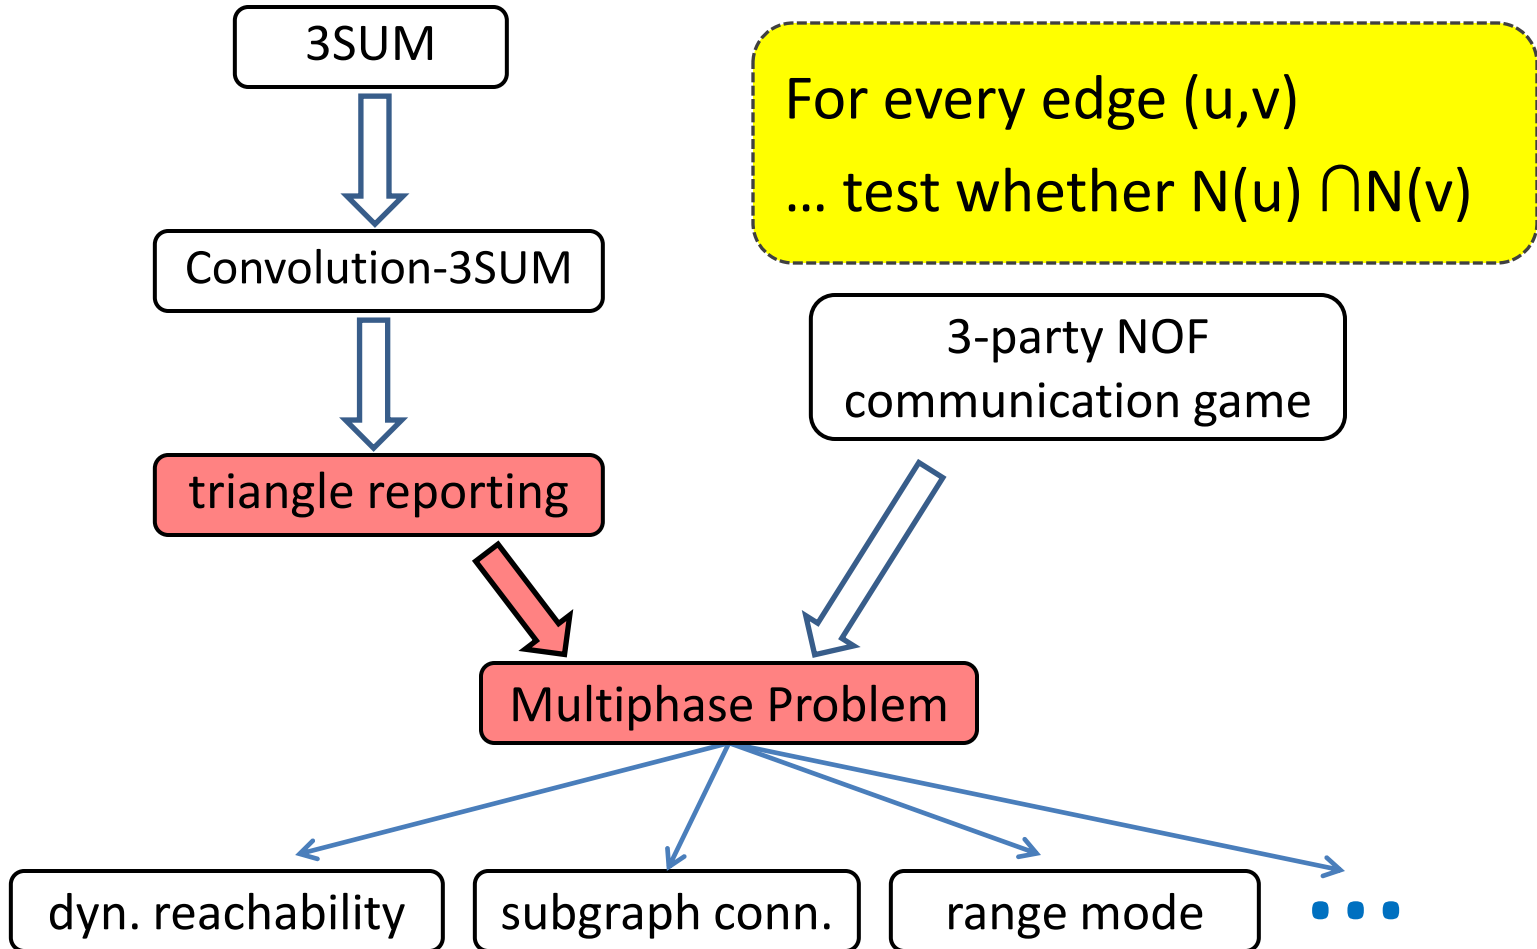 3SUM
For every edge (u,v)
... test whether N(u) ∩N(v)
Convolution-3SUM
3-party NOF
communication game
triangle reporting
Multiphase Problem
dyn. reachability
subgraph conn.
range mode
...